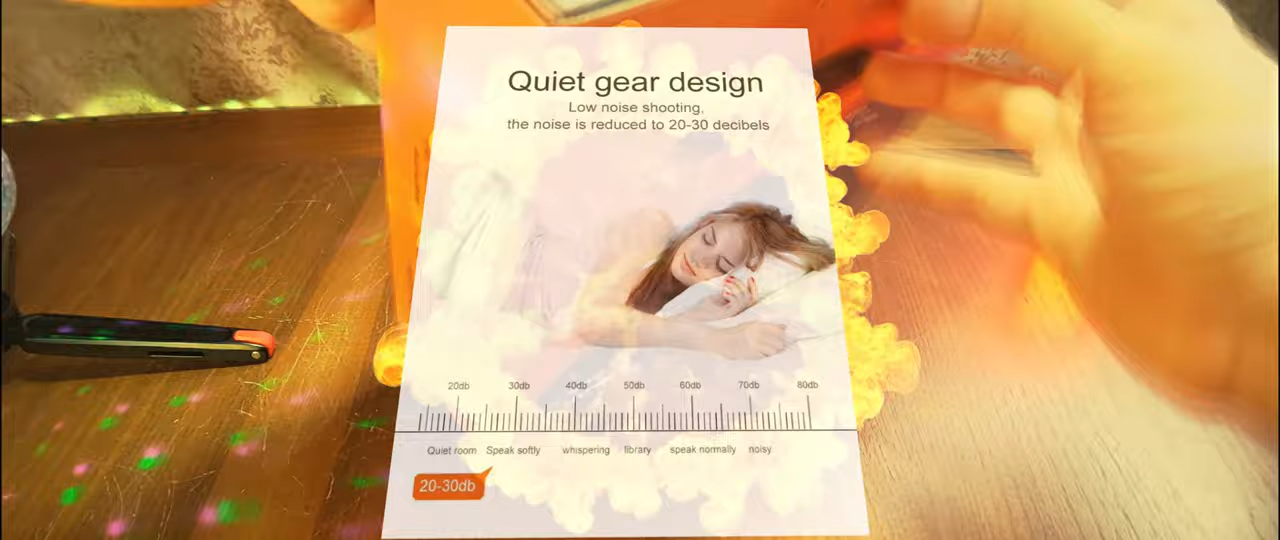 Quiet gear design
Low noise shooting,
the noise is reduced to 20-30 decibels
20db 30db 40db 50db 60db 70db 80db
Quiet room Speak softly whispering library speak normally noisy
20-30db